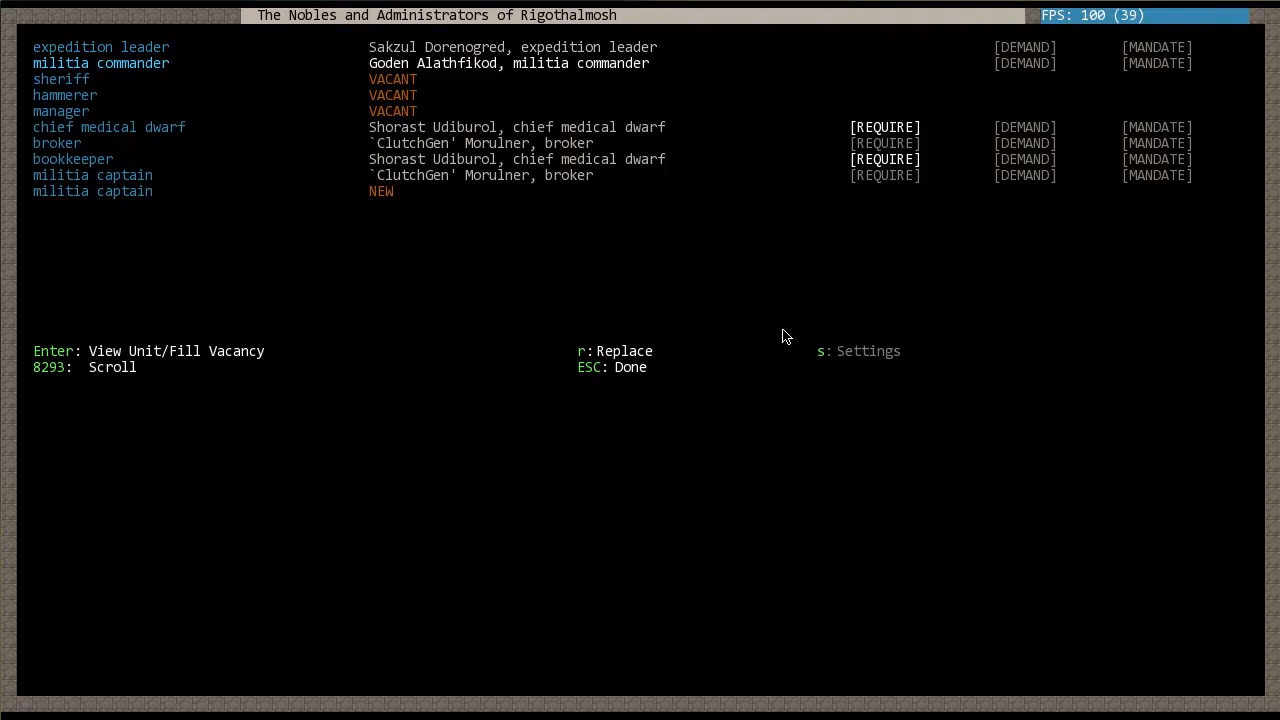 The Nobles and Administrators of Rigothalmosh FPS: 100 (39)
expedition leader Sakzul Dorenogred, expedition leader [DEMAND] [MANDATE]
militia commander Goden Alathfikod, militia commander [DEMAND] [MANDATE]
sheriff VACANT
hammerer VACANT
manager VACANT
chief medical dwarf Shorast Udiburol, chief medical dwarf [REQUIRE] [DEMAND] [MANDATE]
broker `ClutchGen' Morulner, broker [REQUIRE] [DEMAND] [MANDATE]
bookkeeper Shorast Udiburol, chief medical dwarf [REQUIRE] [DEMAND] [MANDATE]
militia captain `ClutchGen' Morulner, broker [REQUIRE] [DEMAND] [MANDATE]
militia captain NEW
Enter: View Unit/Fill Vacancy r: Replace s: Settings
8293: Scroll ESC: Done